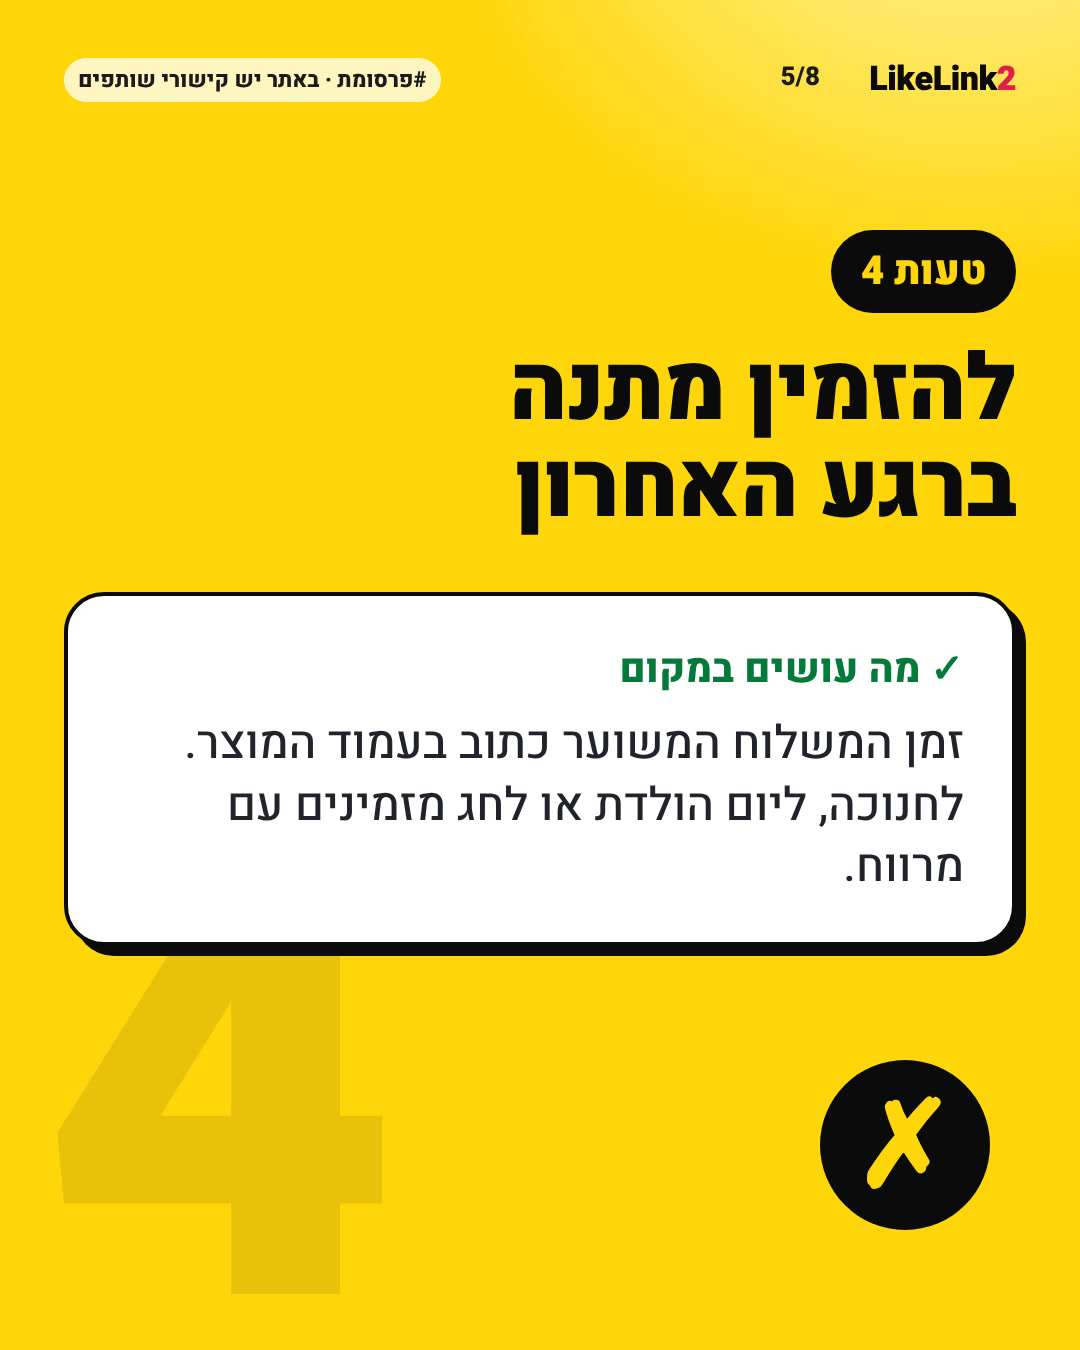 LikeLink2
5/8
#פרסומת · באתר יש קישורי שותפים
טעות 4
להזמין מתנה
ברגע האחרון
✓ מה עושים במקום
זמן המשלוח המשוער כתוב בעמוד המוצר.
לחנוכה, ליום הולדת או לחג מזמינים עם
מרווח.
4
✗